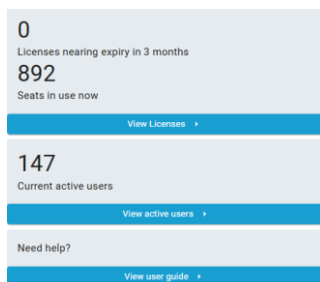 0
Licenses nearing expiry in 3 months
892
Seats in use now
View Licenses
147
Current active users
View active users
Need help?
View user guide